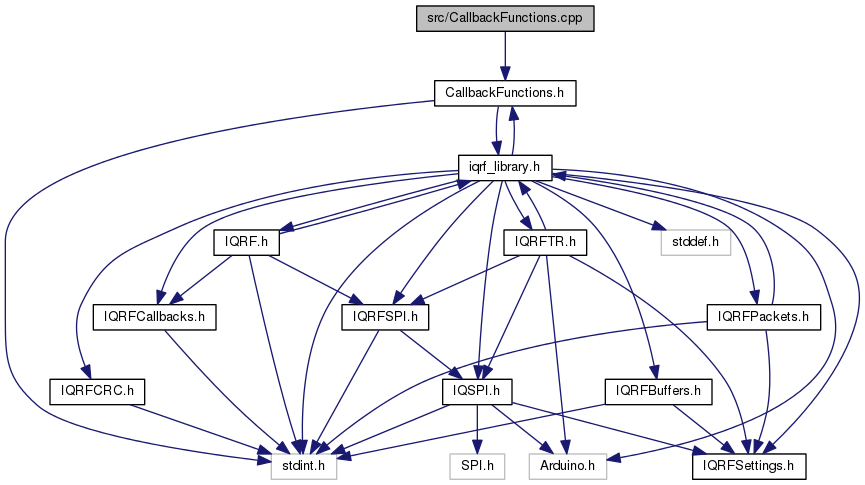 src/CallbackFunctions.cpp
CallbackFunctions.h
iqrf_library.h
IQRF.h
IQRFTR.h
stddef.h
IQRFCallbacks.h
IQRFSPI.h
IQRFPackets.h
IQRFCRC.h
IQSPI.h
IQRFBuffers.h
stdint.h
SPI.h
Arduino.h
IQRFSettings.h